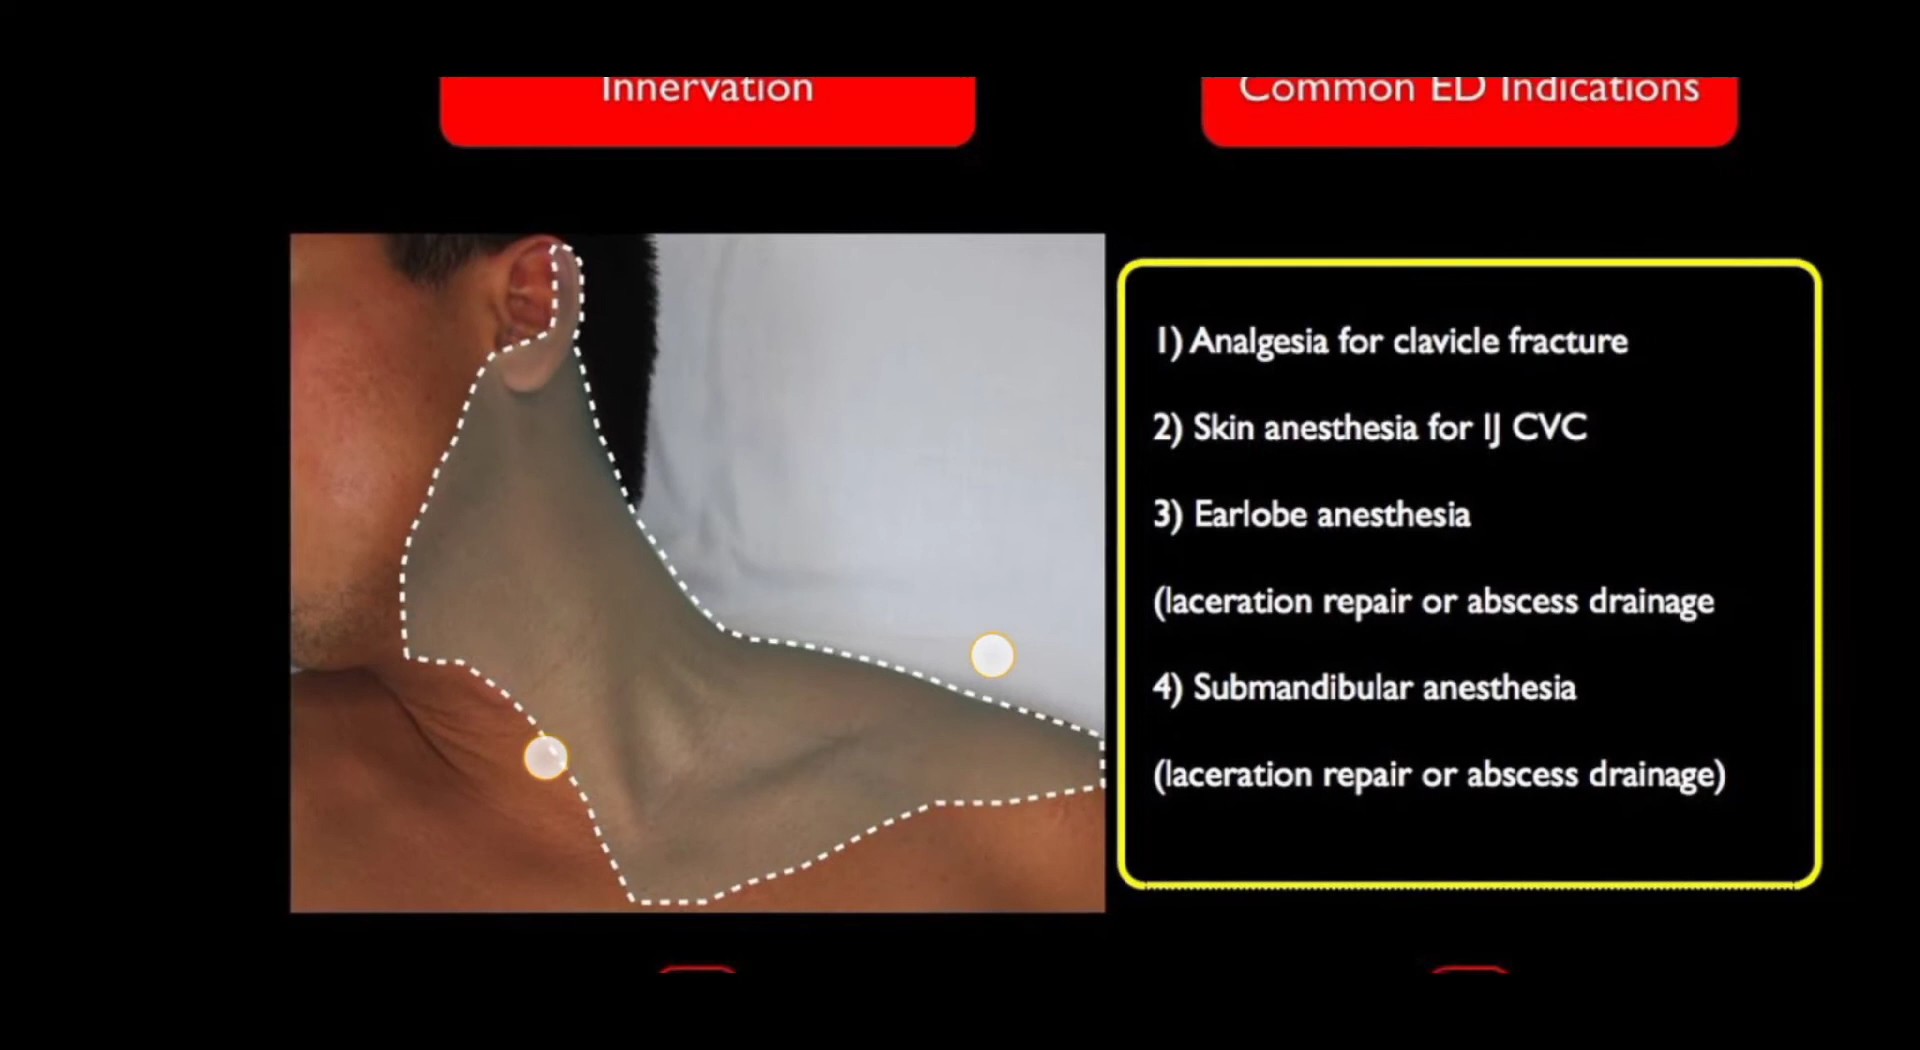 Innervation
Common ED Indications
1) Analgesia for clavicle fracture
2) Skin anesthesia for IJ CVC
3) Earlobe anesthesia
(laceration repair or abscess drainage
4) Submandibular anesthesia
(laceration repair or abscess drainage)